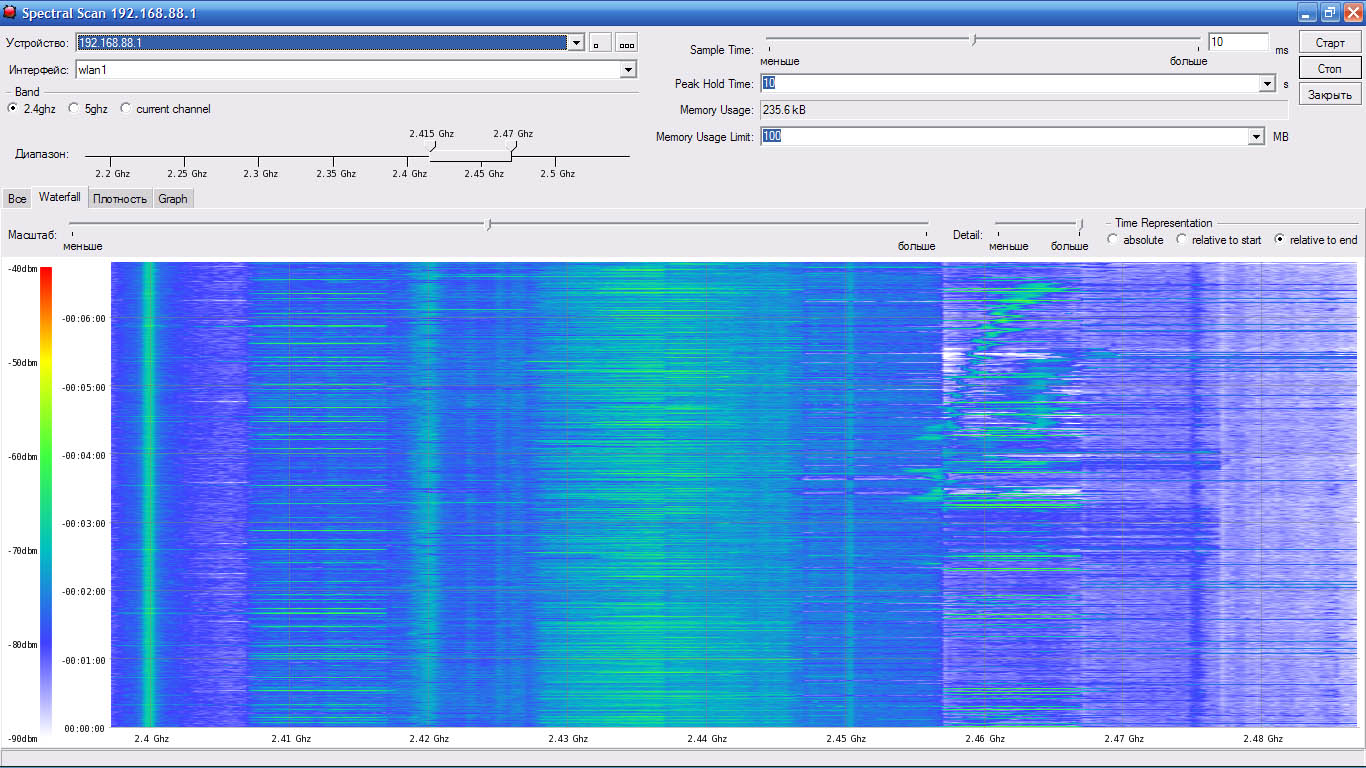 Spectral Scan 192.168.88.1
Устройство: 192.168.88.1
Интерфейс: wlan1
Band
2.4ghz 5ghz current channel
2.415 Ghz 2.47 Ghz
Диапазон:
2.2 Ghz 2.25 Ghz 2.3 Ghz 2.35 Ghz 2.4 Ghz 2.45 Ghz 2.5 Ghz
Sample Time: 10 ms
меньше больше
Peak Hold Time: 10 s
Memory Usage: 235.6 kB
Memory Usage Limit: 100 MB
Старт
Стоп
Закрыть
Все Waterfall Плотность Graph
Масштаб: меньше больше
Detail: меньше больше
Time Representation
absolute relative to start relative to end
-40dbm
-50dbm
-60dbm
-70dbm
-80dbm
-90dbm
-00:06:00
-00:05:00
-00:04:00
-00:03:00
-00:02:00
-00:01:00
00:00:00
2.4 Ghz 2.41 Ghz 2.42 Ghz 2.43 Ghz 2.44 Ghz 2.45 Ghz 2.46 Ghz 2.47 Ghz 2.48 Ghz